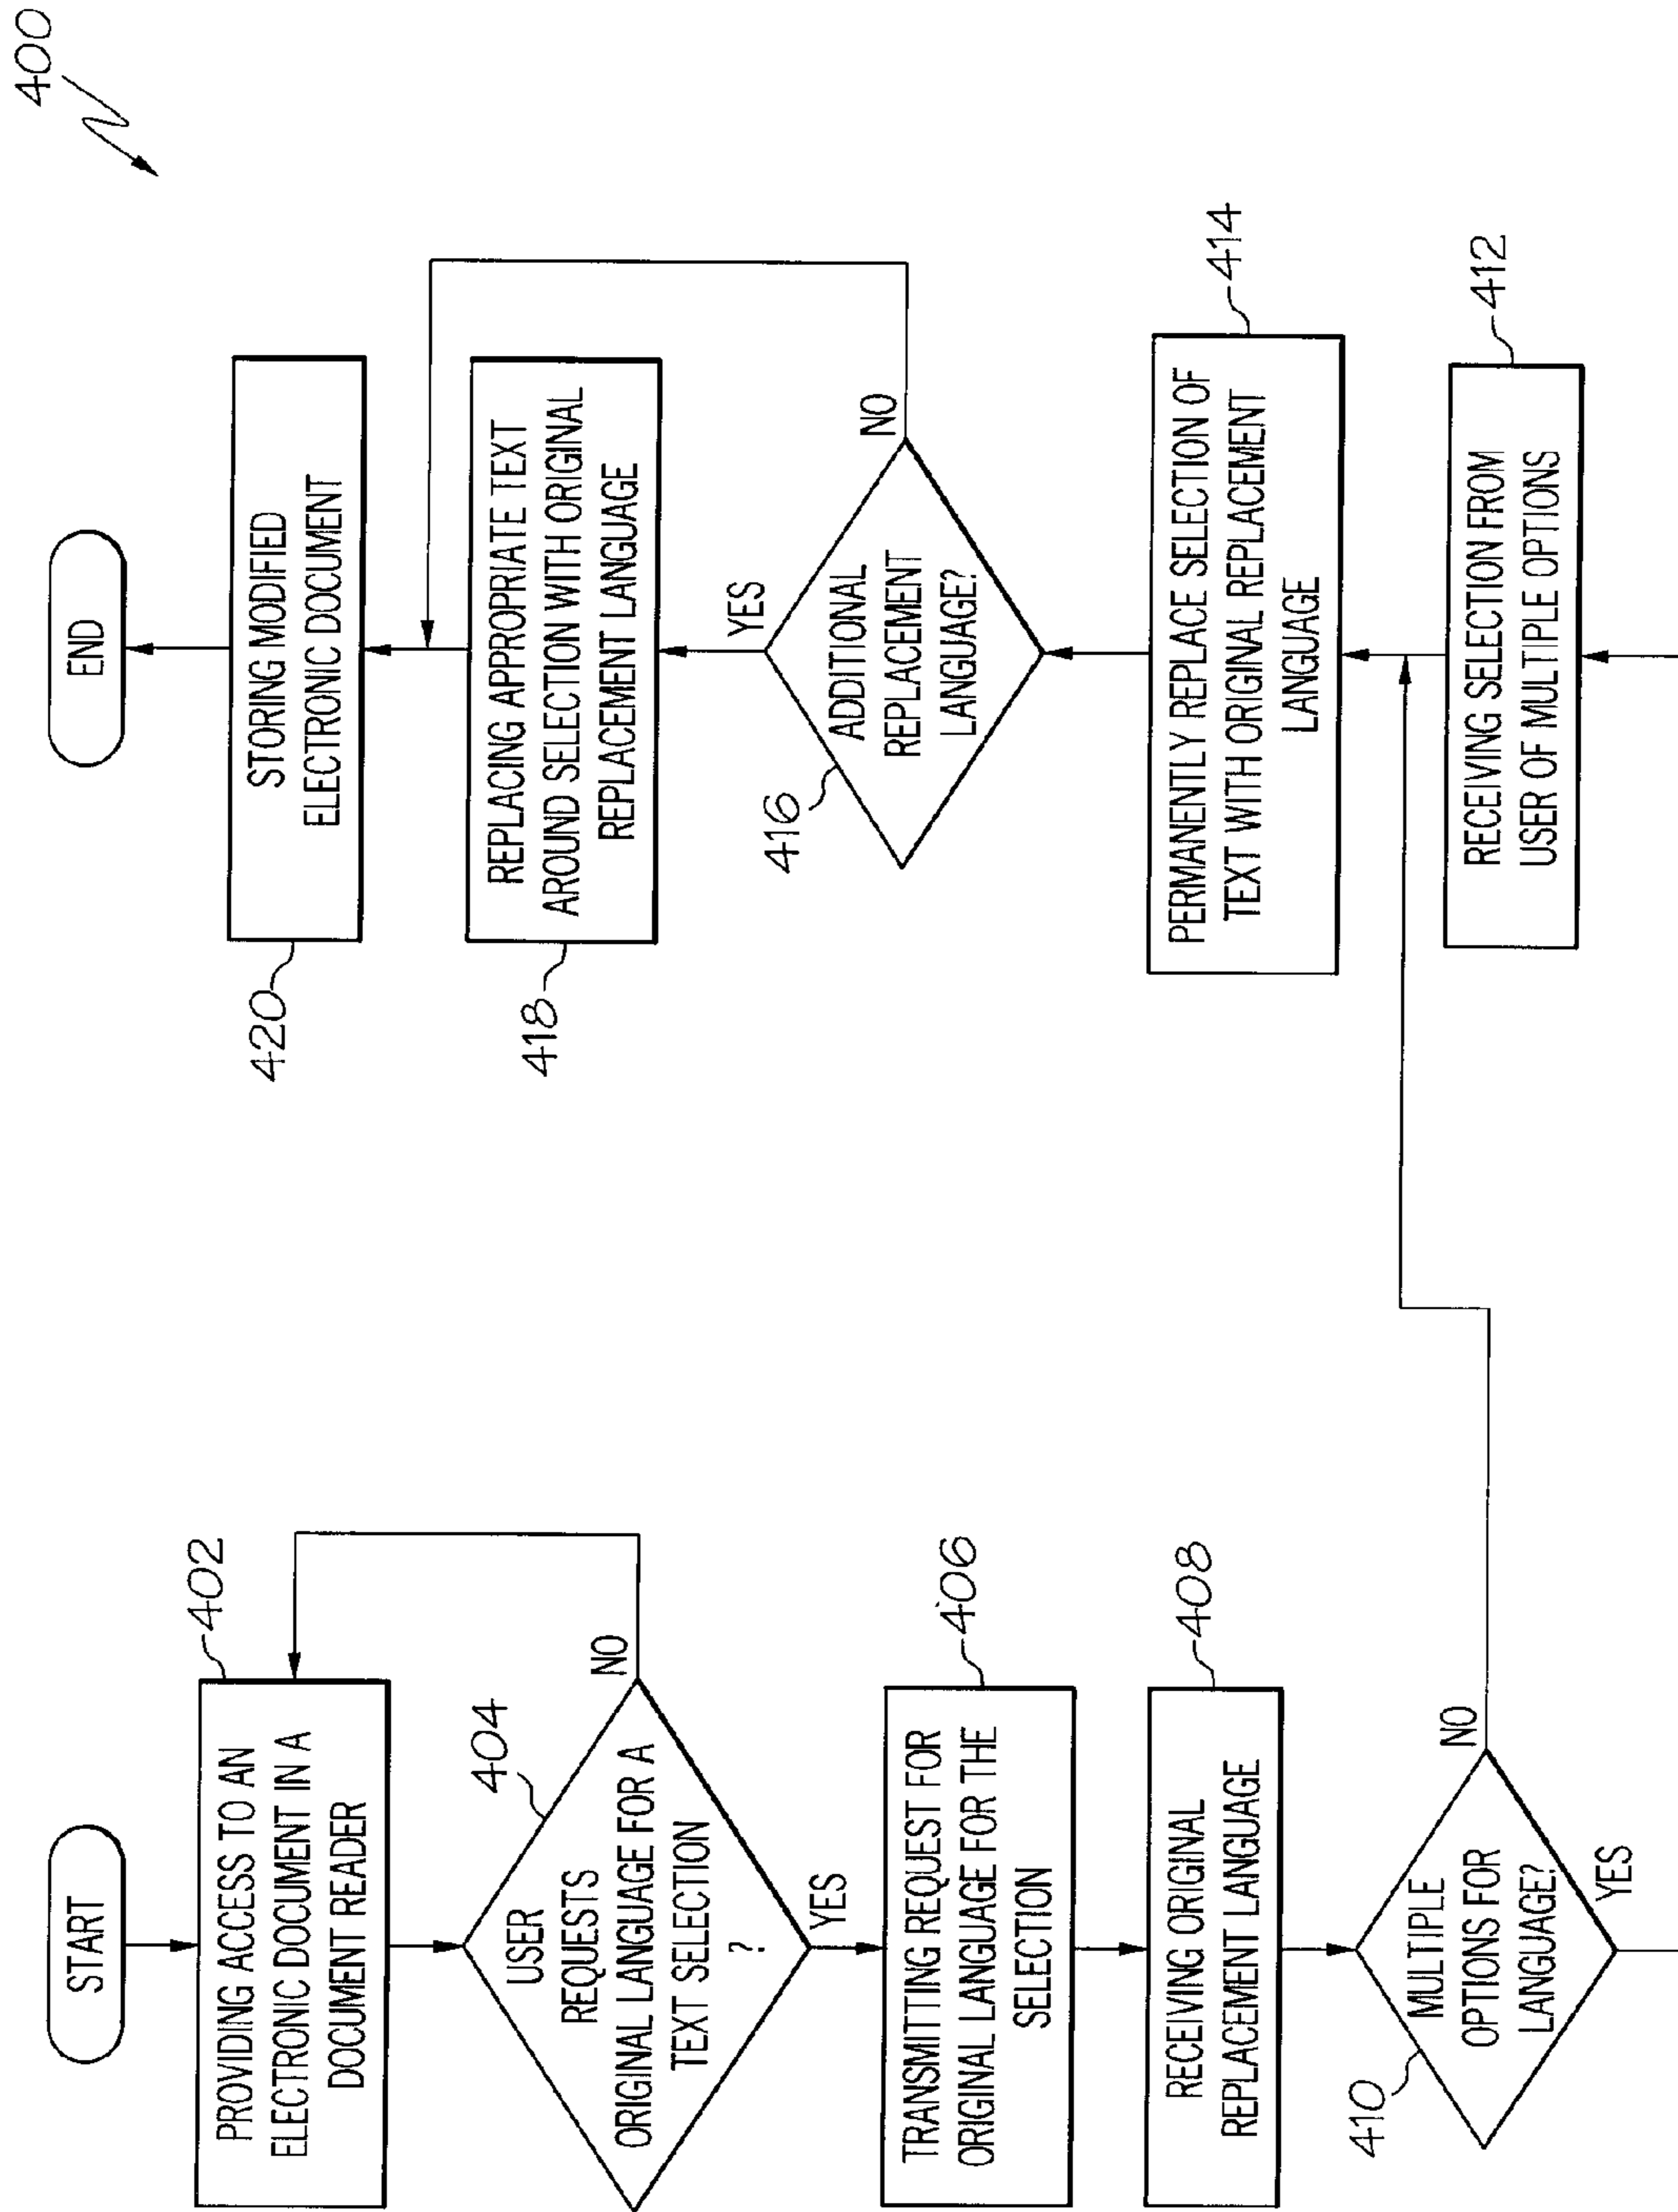 400
START
PROVIDING ACCESS TO AN
ELECTRONIC DOCUMENT IN A
DOCUMENT READER
402
USER
REQUESTS
ORIGINAL LANGUAGE FOR A
TEXT SELECTION
?
404
NO
YES
TRANSMITTING REQUEST FOR
ORIGINAL LANGUAGE FOR THE
SELECTION
406
RECEIVING ORIGINAL
REPLACEMENT LANGUAGE
408
MULTIPLE
OPTIONS FOR
LANGUAGE?
410
NO
YES
RECEIVING SELECTION FROM
USER OF MULTIPLE OPTIONS
412
PERMANENTLY REPLACE SELECTION OF
TEXT WITH ORIGINAL REPLACEMENT
LANGUAGE
414
ADDITIONAL
REPLACEMENT
LANGUAGE?
416
NO
YES
REPLACING APPROPRIATE TEXT
AROUND SELECTION WITH ORIGINAL
REPLACEMENT LANGUAGE
418
STORING MODIFIED
ELECTRONIC DOCUMENT
420
END